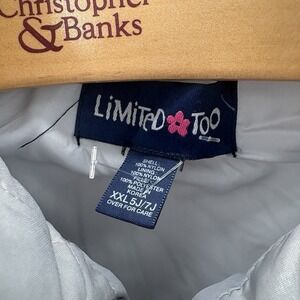 Christopher
& Banks
LiMiTED TOO
SHELL:
100% NYLON
LINING:
100% NYLON
FILLED:
100% POLYESTER
MADE IN
KOREA
XXL 5J/7J
OVER FOR CARE